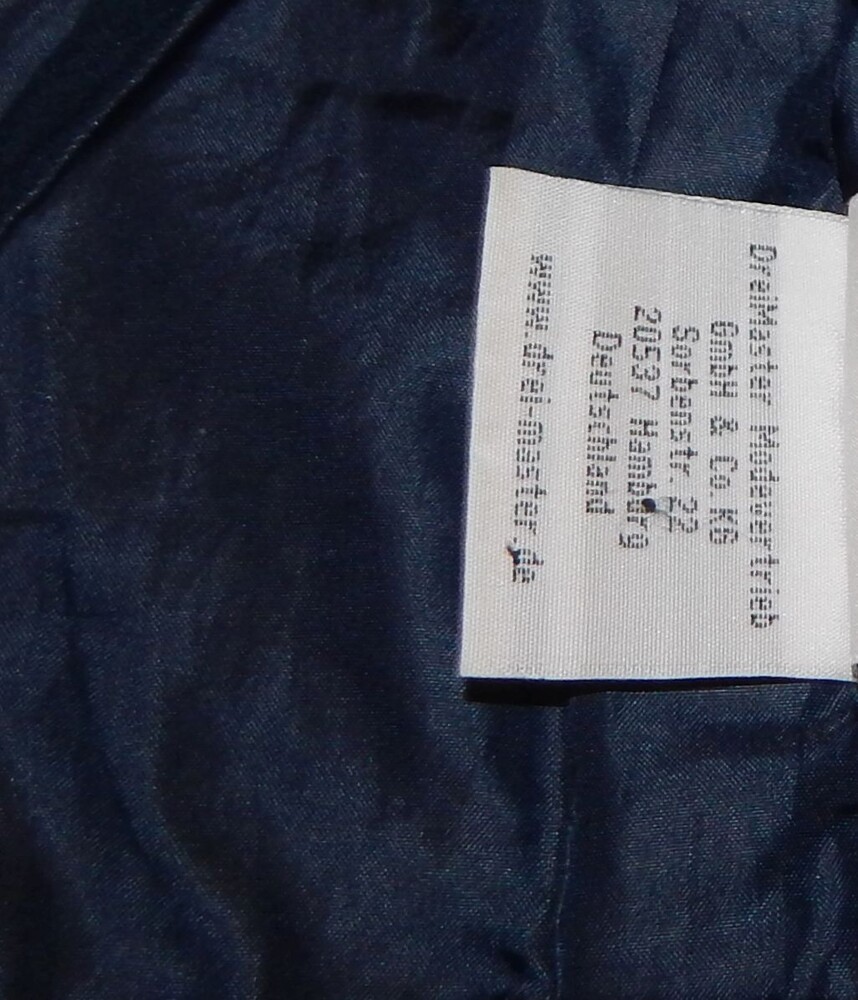 DreiMaster Modevertrieb
GmbH & Co.KG
Sorbenstr. 22
20537 Hamburg
Deutschland
www.drei-master.de